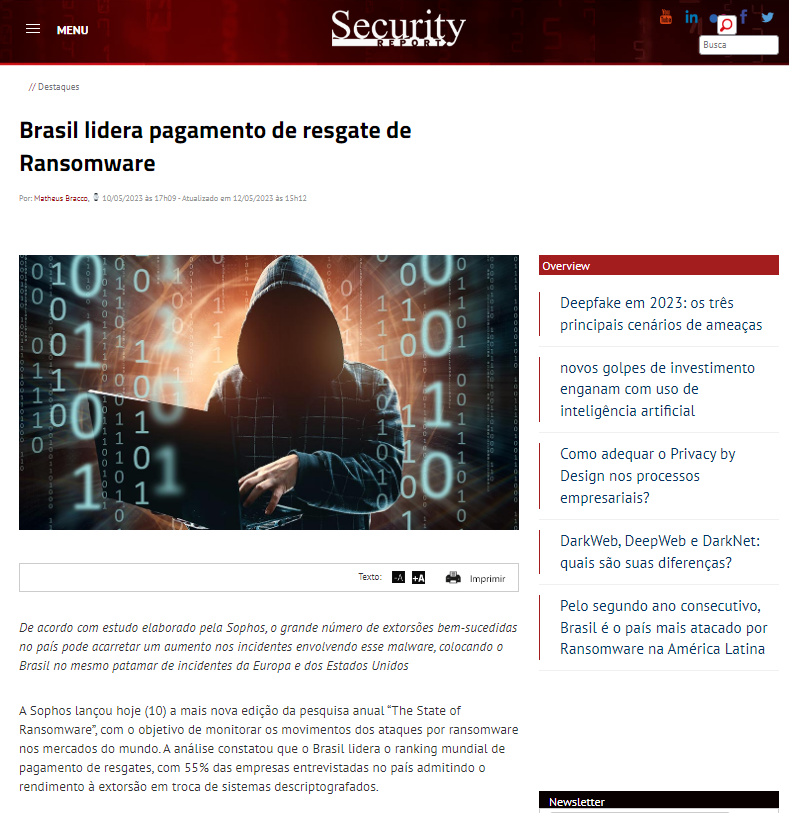 MENU
Security
REPORT
Busca
// Destaques
Brasil lidera pagamento de resgate de
Ransomware
Por: Matheus Bracco, 10/05/2023 às 17h09 - Atualizado em 12/05/2023 às 15h12
Texto: -A +A Imprimir
De acordo com estudo elaborado pela Sophos, o grande número de extorsões bem-sucedidas
no país pode acarretar um aumento nos incidentes envolvendo esse malware, colocando o
Brasil no mesmo patamar de incidentes da Europa e dos Estados Unidos
A Sophos lançou hoje (10) a mais nova edição da pesquisa anual “The State of
Ransomware”, com o objetivo de monitorar os movimentos dos ataques por ransomware
nos mercados do mundo. A análise constatou que o Brasil lidera o ranking mundial de
pagamento de resgates, com 55% das empresas entrevistadas no país admitindo o
rendimento à extorsão em troca de sistemas descriptografados.
Overview
Deepfake em 2023: os três
principais cenários de ameaças
novos golpes de investimento
enganam com uso de
inteligência artificial
Como adequar o Privacy by
Design nos processos
empresariais?
DarkWeb, DeepWeb e DarkNet:
quais são suas diferenças?
Pelo segundo ano consecutivo,
Brasil é o país mais atacado por
Ransomware na América Latina
Newsletter